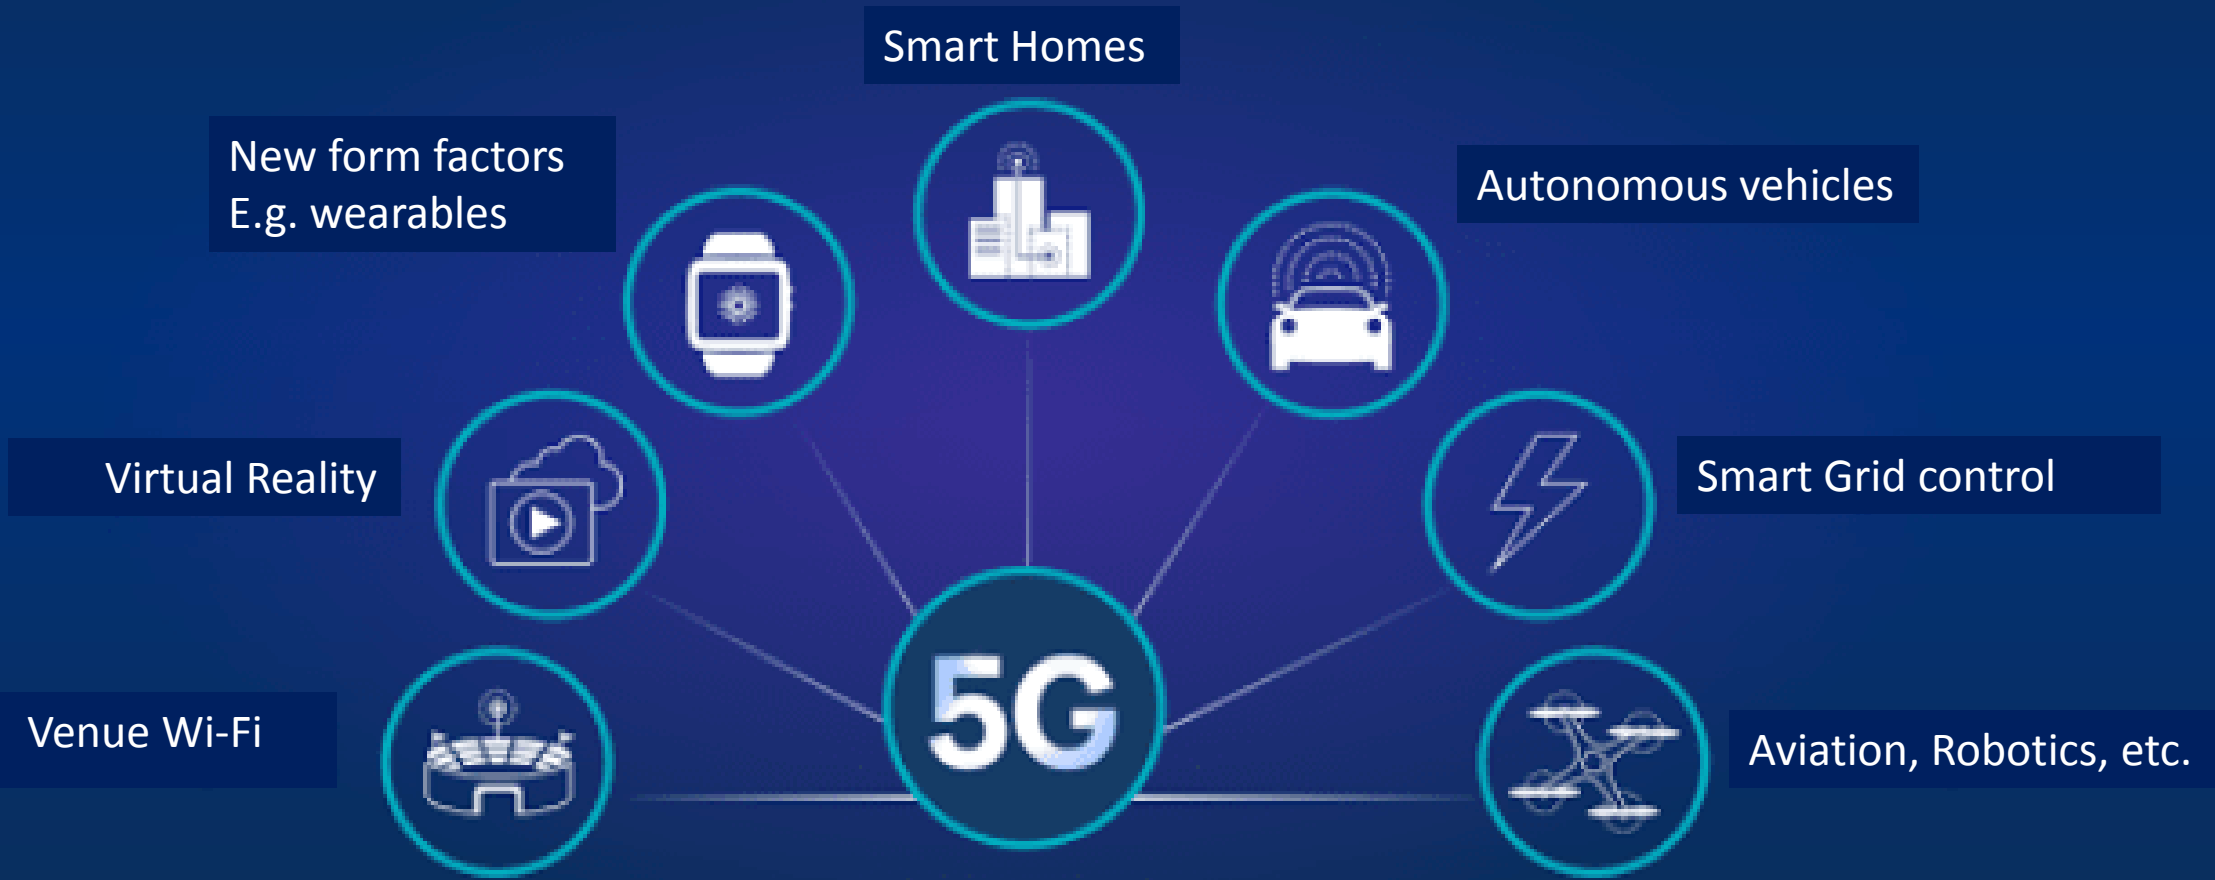 Smart Homes
New form factors
E.g. wearables
Autonomous vehicles
Virtual Reality
Smart Grid control
5G
Venue Wi-Fi
Aviation, Robotics, etc.